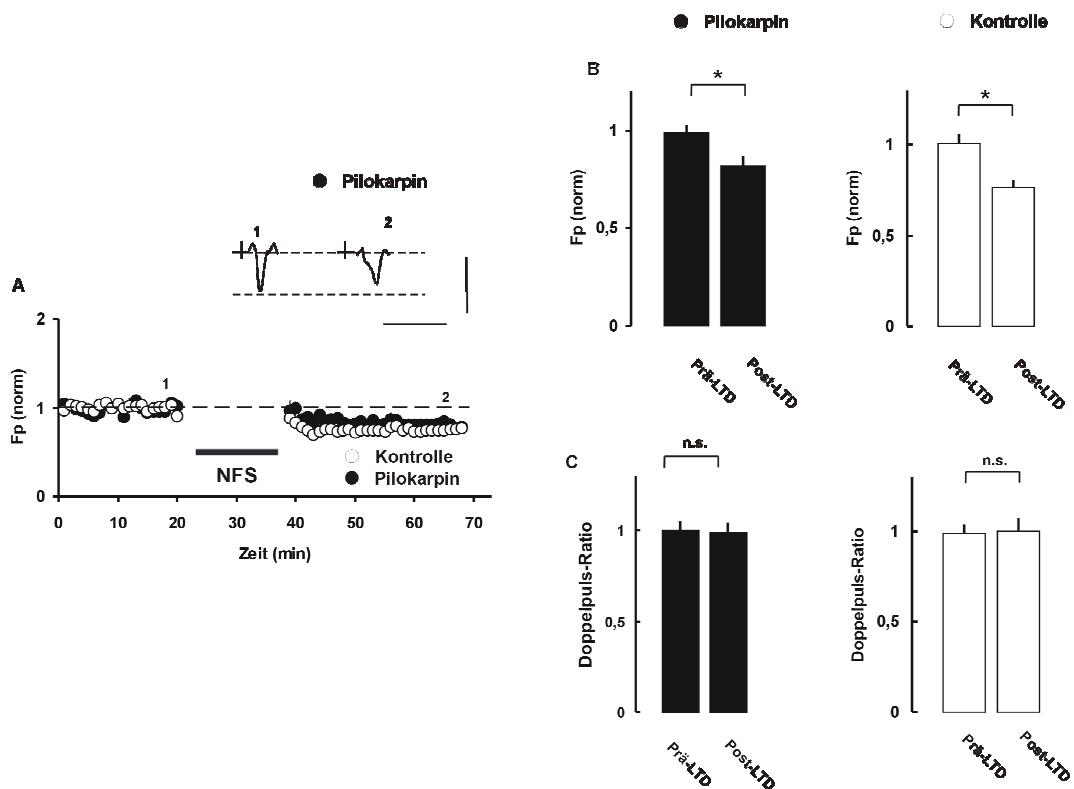 Pilokarpin
Kontrolle
B
*
Fp (norm)
1
0,5
0
Prä-LTD
Post-LTD
*
Fp (norm)
1
0,5
0
Prä-LTD
Post-LTD
Pilokarpin
1
2
A
Fp (norm)
2
1
0
1
2
NFS
Kontrolle
Pilokarpin
0 10 20 30 40 50 60 70
Zeit (min)
C
n.s.
Doppelpuls-Ratio
1
0,5
0
Prä-LTD
Post-LTD
n.s.
Doppelpuls-Ratio
1
0,5
0
Prä-LTD
Post-LTD